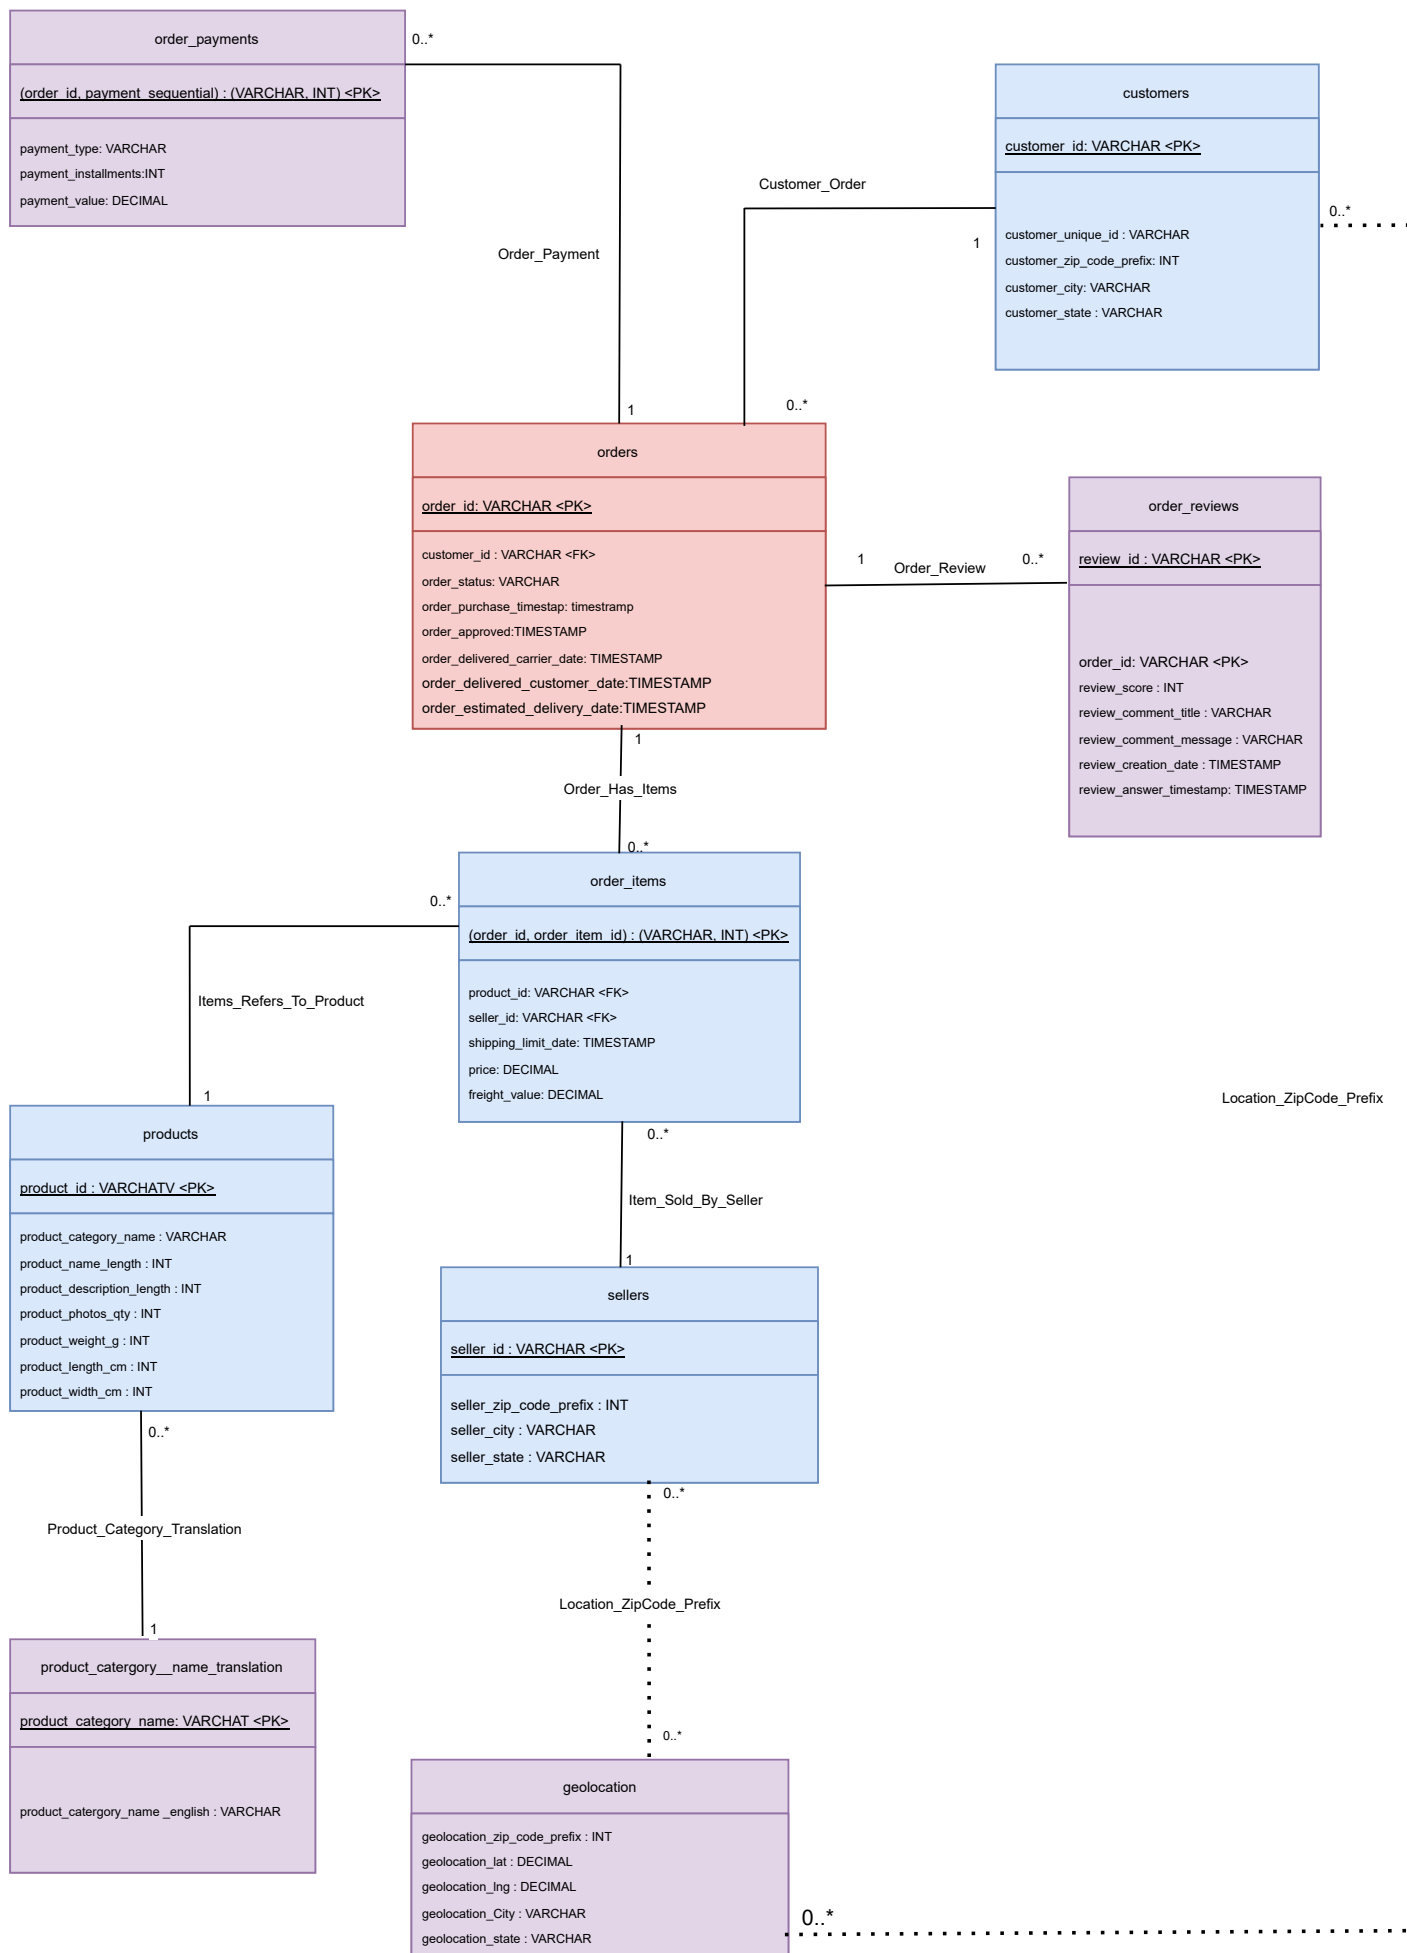 order_payments
0..*
(order_id, payment_sequential) : (VARCHAR, INT) <PK>
payment_type: VARCHAR
payment_installments:INT
payment_value: DECIMAL
customers
customer_id: VARCHAR <PK>
customer_unique_id : VARCHAR
customer_zip_code_prefix: INT
customer_city: VARCHAR
customer_state : VARCHAR
0..*
Customer_Order
1
Order_Payment
1
0..*
orders
order_id: VARCHAR <PK>
customer_id : VARCHAR <FK>
order_status: VARCHAR
order_purchase_timestap: timestramp
order_approved:TIMESTAMP
order_delivered_carrier_date: TIMESTAMP
order_delivered_customer_date:TIMESTAMP
order_estimated_delivery_date:TIMESTAMP
1
Order_Review
0..*
order_reviews
review_id : VARCHAR <PK>
order_id: VARCHAR <PK>
review_score : INT
review_comment_title : VARCHAR
review_comment_message : VARCHAR
review_creation_date : TIMESTAMP
review_answer_timestamp: TIMESTAMP
1
Order_Has_Items
0..*
order_items
0..*
(order_id, order_item_id) : (VARCHAR, INT) <PK>
product_id: VARCHAR <FK>
seller_id: VARCHAR <FK>
shipping_limit_date: TIMESTAMP
price: DECIMAL
freight_value: DECIMAL
Items_Refers_To_Product
1
Location_ZipCode_Prefix
products
product_id : VARCHATV <PK>
product_category_name : VARCHAR
product_name_length : INT
product_description_length : INT
product_photos_qty : INT
product_weight_g : INT
product_length_cm : INT
product_width_cm : INT
0..*
Item_Sold_By_Seller
1
sellers
seller_id : VARCHAR <PK>
seller_zip_code_prefix : INT
seller_city : VARCHAR
seller_state : VARCHAR
0..*
0..*
Product_Category_Translation
1
Location_ZipCode_Prefix
0..*
product_catergory__name_translation
product_category_name: VARCHAT <PK>
product_catergory_name _english : VARCHAR
geolocation
geolocation_zip_code_prefix : INT
geolocation_lat : DECIMAL
geolocation_lng : DECIMAL
geolocation_City : VARCHAR
geolocation_state : VARCHAR
0..*